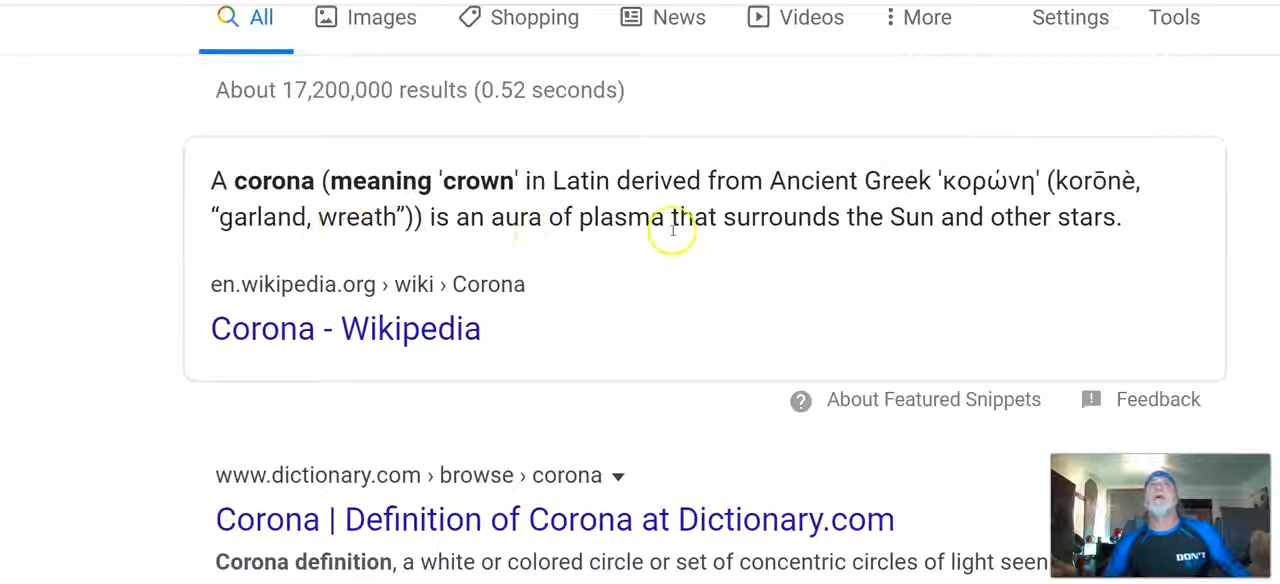 All Images Shopping News Videos More Settings Tools
About 17,200,000 results (0.52 seconds)
A corona (meaning 'crown' in Latin derived from Ancient Greek 'κορώνη' (korōnè,
“garland, wreath”)) is an aura of plasma that surrounds the Sun and other stars.
en.wikipedia.org › wiki › Corona
Corona - Wikipedia
About Featured Snippets Feedback
www.dictionary.com › browse › corona
Corona | Definition of Corona at Dictionary.com
Corona definition, a white or colored circle or set of concentric circles of light seen
DON'T